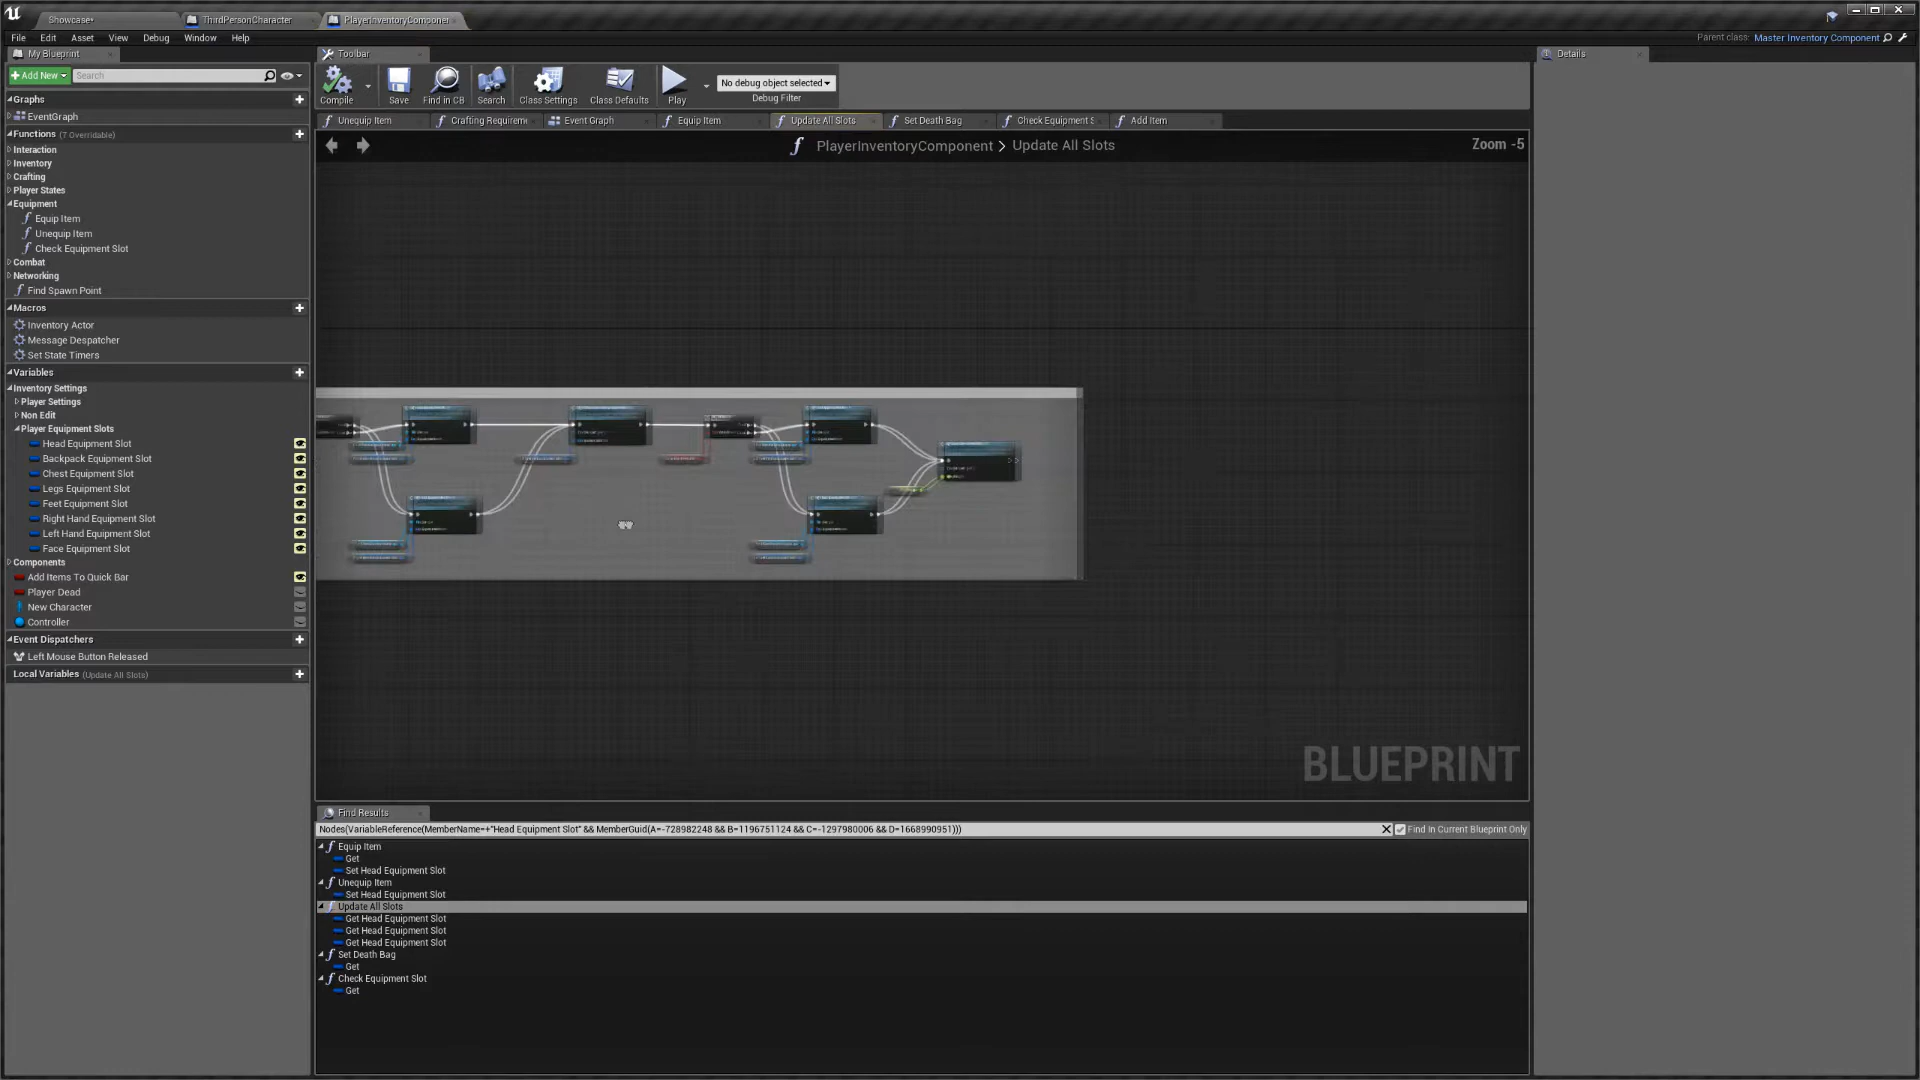 Showcase•
ThirdPersonCharacter
PlayerInventoryComponen
File Edit Asset View Debug Window Help
Parent class: Master Inventory Component
My Blueprint
Toolbar
Details
Add New
Search
Compile
Save
Find in CB
Search
Class Settings
Class Defaults
Play
No debug object selected
Debug Filter
Graphs
EventGraph
Functions (7 Overridable)
Interaction
Inventory
Crafting
Player States
Equipment
Equip Item
Unequip Item
Check Equipment Slot
Combat
Networking
Find Spawn Point
Macros
Inventory Actor
Message Despatcher
Set State Timers
Variables
Inventory Settings
Player Settings
Non Edit
Player Equipment Slots
Head Equipment Slot
Backpack Equipment Slot
Chest Equipment Slot
Legs Equipment Slot
Feet Equipment Slot
Right Hand Equipment Slot
Left Hand Equipment Slot
Face Equipment Slot
Components
Add Items To Quick Bar
Player Dead
New Character
Controller
Event Dispatchers
Left Mouse Button Released
Local Variables (Update All Slots)
Unequip Item
Crafting Requirem
Event Graph
Equip Item
Update All Slots
Set Death Bag
Check Equipment S
Add Item
PlayerInventoryComponent > Update All Slots
Zoom -5
BLUEPRINT
Find Results
Nodes(VariableReference(MemberName=+"Head Equipment Slot" && MemberGuid(A=-728982248 && B=1196751124 && C=-1297980006 && D=1668990951)))
Find In Current Blueprint Only
Equip Item
Get
Set Head Equipment Slot
Unequip Item
Set Head Equipment Slot
Update All Slots
Get Head Equipment Slot
Get Head Equipment Slot
Get Head Equipment Slot
Set Death Bag
Get
Check Equipment Slot
Get